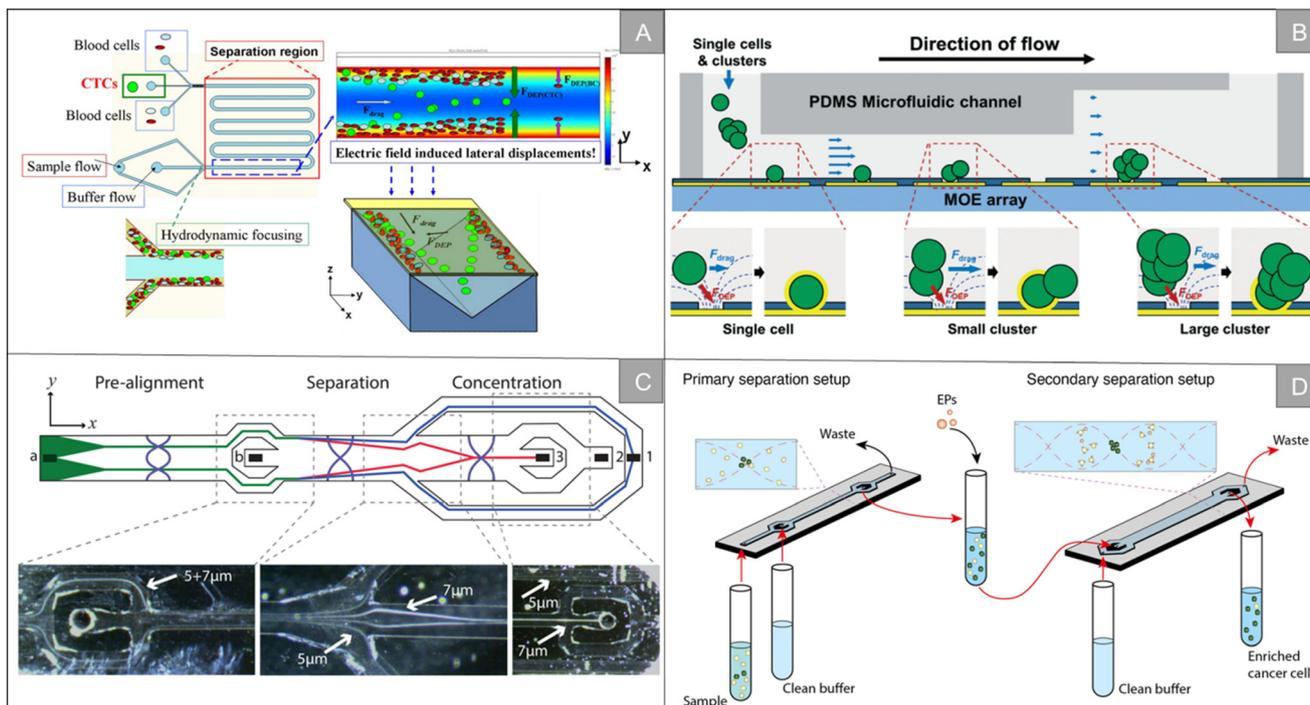 A
Blood cells
CTCs
Blood cells
Sample flow
Buffer flow
Separation region
Hydrodynamic focusing
F_drag
F_DEP(CTC)
F_DEP(BC)
y
x
Electric field induced lateral displacements!
F_drag
F_DEP
z
y
x
B
Single cells
& clusters
Direction of flow
PDMS Microfluidic channel
MOE array
F_drag
F_OEP
Single cell
F_drag
F_OEP
Small cluster
F_drag
F_OEP
Large cluster
C
y
x
Pre-alignment
Separation
Concentration
a
b
3
2
1
5+7μm
7μm
5μm
5μm
7μm
D
Primary separation setup
Secondary separation setup
EPs
Waste
Waste
Sample
Clean buffer
Clean buffer
Enriched
cancer cell